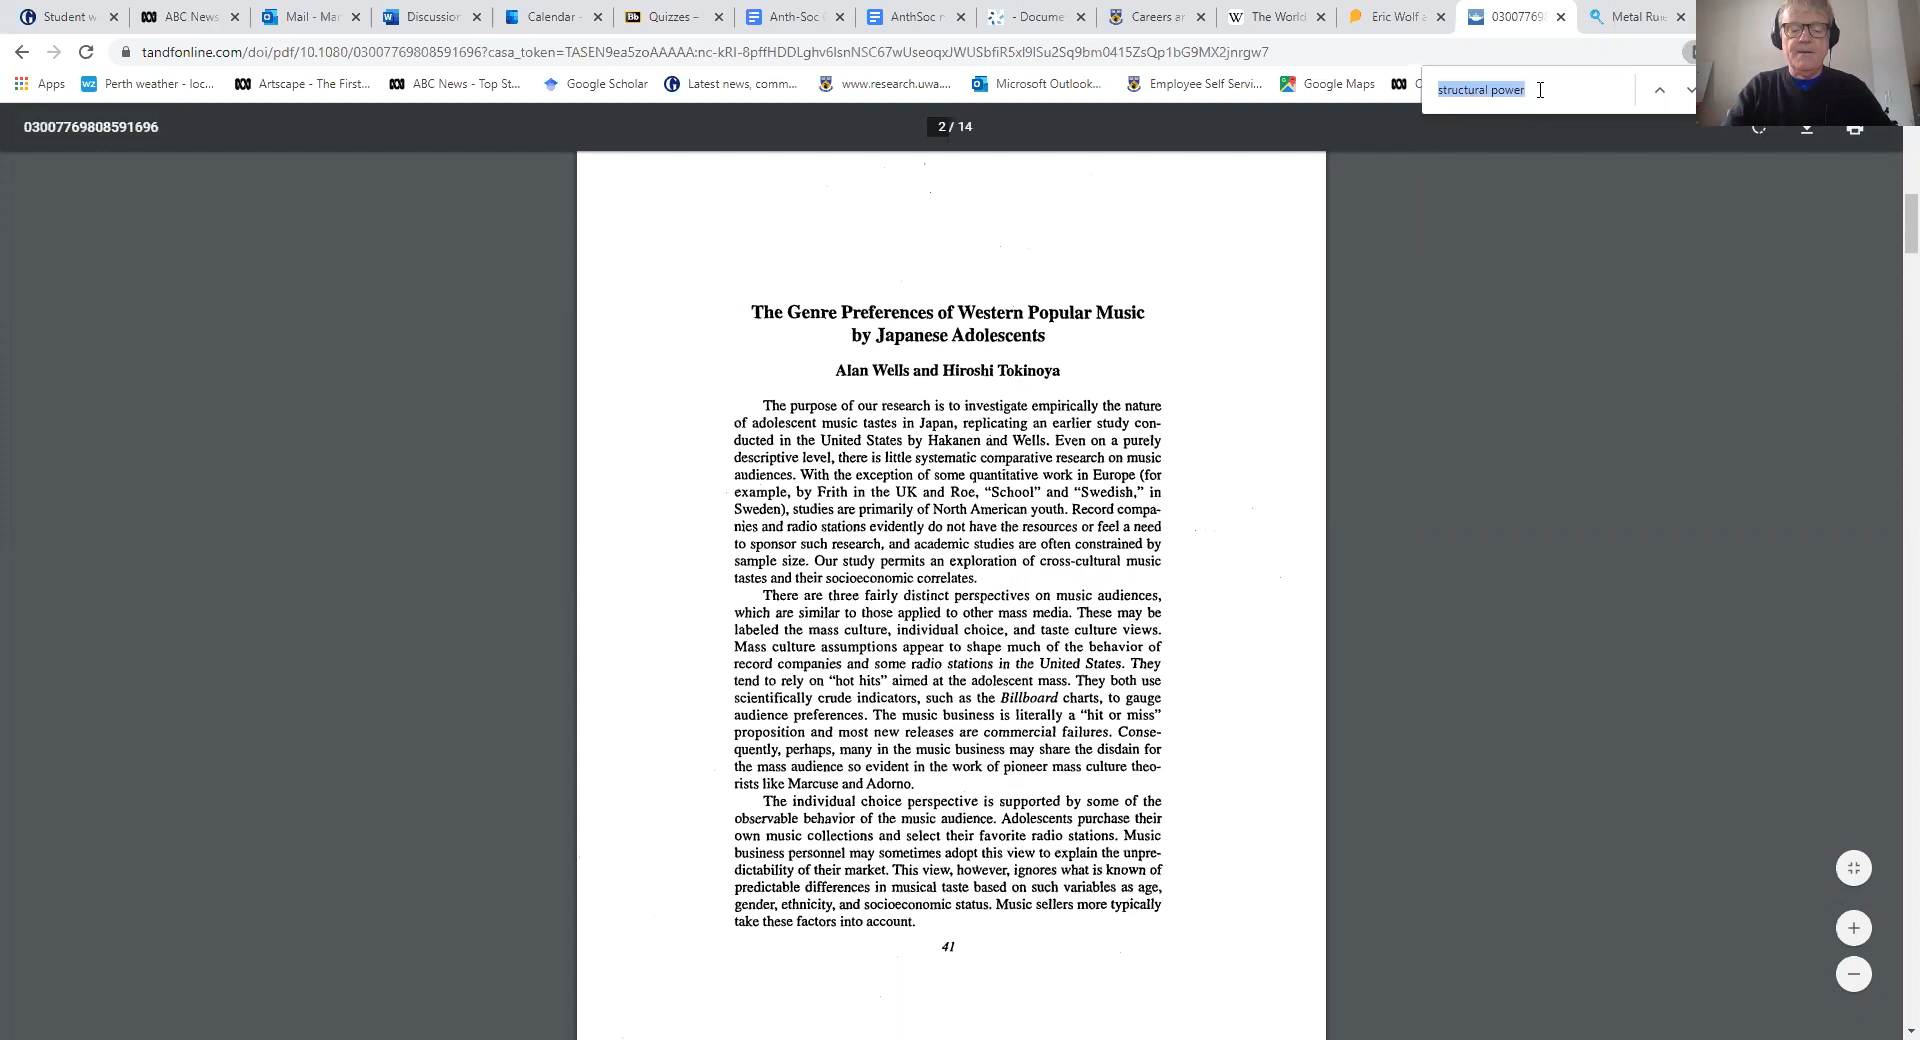 Student w
ABC News
Mail - Mar
Discussion
Calendar -
Quizzes –
Anth-Soc
AnthSoc r
- Docume
Careers ar
The World
Eric Wolf a
03007769
Metal Rule
tandfonline.com/doi/pdf/10.1080/03007769808591696?casa_token=TASEN9ea5zoAAAAA:nc-kRI-8pffHDDLghv6lsnNSC67wUseoqxJWUSbfiR5xI9lSu2Sq9bm0415ZsQp1bG9MX2jnrgw7
Apps
Perth weather - loc...
Artscape - The First...
ABC News - Top St...
Google Scholar
Latest news, comm...
www.research.uwa....
Microsoft Outlook...
Employee Self Servi...
Google Maps
structural power
03007769808591696
2 / 14
The Genre Preferences of Western Popular Music
by Japanese Adolescents
Alan Wells and Hiroshi Tokinoya
The purpose of our research is to investigate empirically the nature
of adolescent music tastes in Japan, replicating an earlier study con-
ducted in the United States by Hakanen and Wells. Even on a purely
descriptive level, there is little systematic comparative research on music
audiences. With the exception of some quantitative work in Europe (for
example, by Frith in the UK and Roe, “School” and “Swedish,” in
Sweden), studies are primarily of North American youth. Record compa-
nies and radio stations evidently do not have the resources or feel a need
to sponsor such research, and academic studies are often constrained by
sample size. Our study permits an exploration of cross-cultural music
tastes and their socioeconomic correlates.
There are three fairly distinct perspectives on music audiences,
which are similar to those applied to other mass media. These may be
labeled the mass culture, individual choice, and taste culture views.
Mass culture assumptions appear to shape much of the behavior of
record companies and some radio stations in the United States. They
tend to rely on “hot hits” aimed at the adolescent mass. They both use
scientifically crude indicators, such as the Billboard charts, to gauge
audience preferences. The music business is literally a “hit or miss”
proposition and most new releases are commercial failures. Conse-
quently, perhaps, many in the music business may share the disdain for
the mass audience so evident in the work of pioneer mass culture theo-
rists like Marcuse and Adorno.
The individual choice perspective is supported by some of the
observable behavior of the music audience. Adolescents purchase their
own music collections and select their favorite radio stations. Music
business personnel may sometimes adopt this view to explain the unpre-
dictability of their market. This view, however, ignores what is known of
predictable differences in musical taste based on such variables as age,
gender, ethnicity, and socioeconomic status. Music sellers more typically
take these factors into account.
41